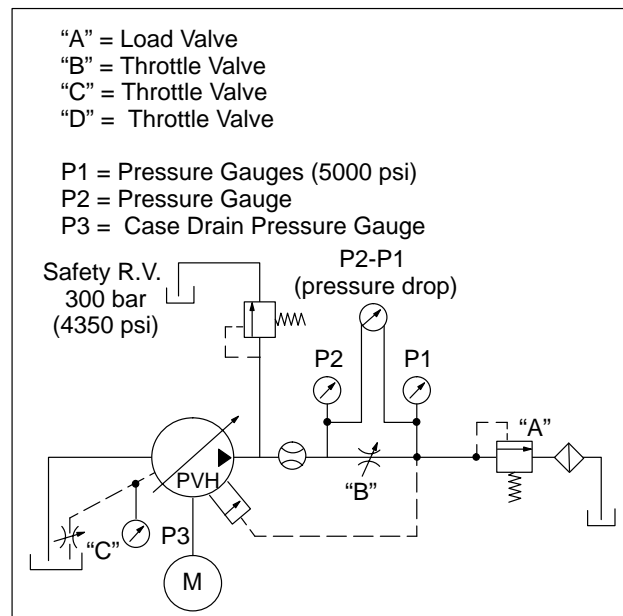 “A” = Load Valve
“B” = Throttle Valve
“C” = Throttle Valve
“D” =  Throttle Valve
P1 = Pressure Gauges (5000 psi)
P2 = Pressure Gauge
P3 =  Case Drain Pressure Gauge
Safety R.V.
300 bar
(4350 psi)
P2-P1
(pressure drop)
P2
P1
“A”
PVH
“B”
“C”
P3
M